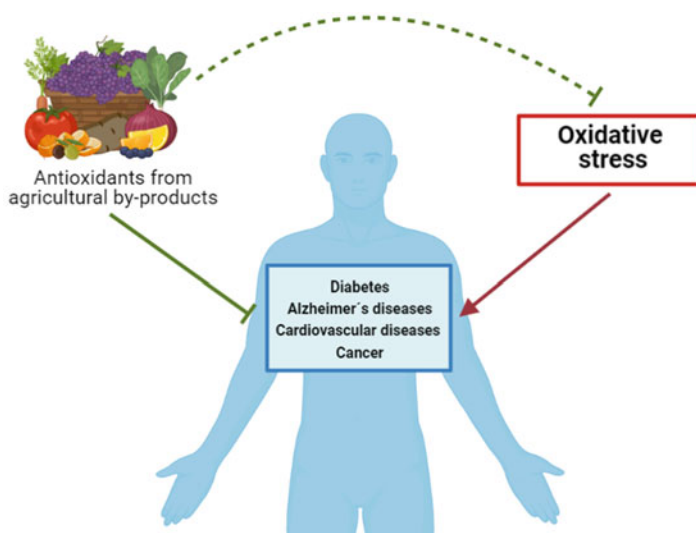 Antioxidants from
agricultural by-products
Oxidative
stress
Diabetes
Alzheimer´s diseases
Cardiovascular diseases
Cancer